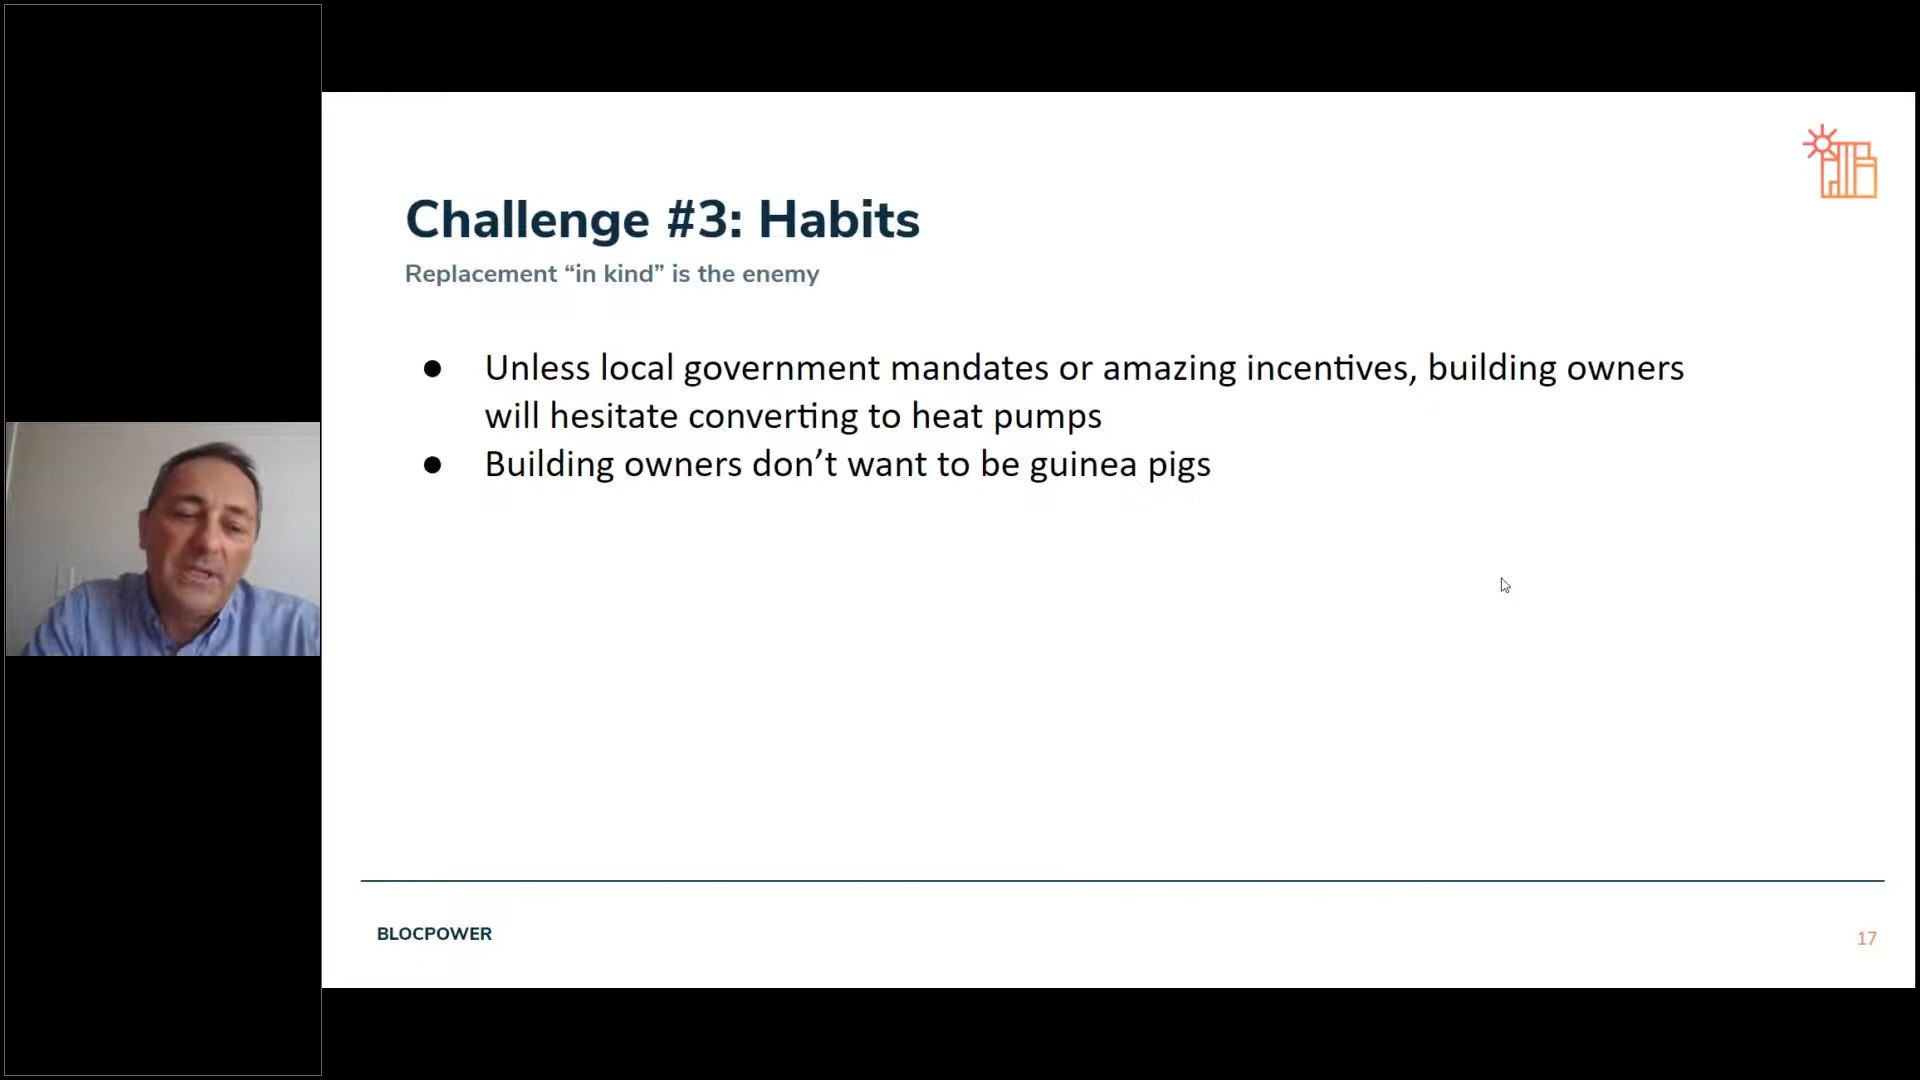 Challenge #3: Habits
Replacement “in kind” is the enemy
● Unless local government mandates or amazing incentives, building owners
will hesitate converting to heat pumps
● Building owners don’t want to be guinea pigs
BLOCPOWER
17